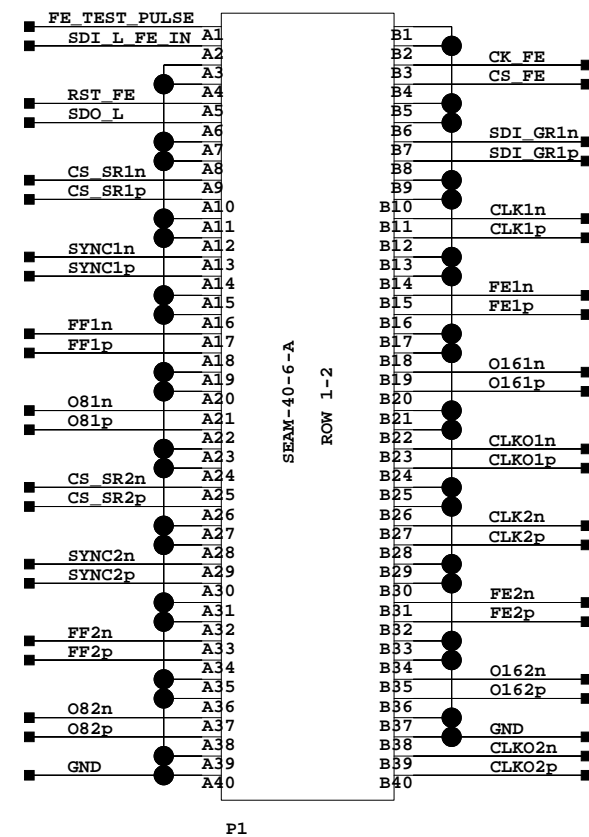 FE_TEST_PULSE
A1 B1
SDI_L_FE_IN
A2 B2
CK_FE
A3 B3
CS_FE
A4 B4
RST_FE
A5 B5
SDO_L
A6 B6
SDI_GR1n
A7 B7
SDI_GR1p
A8 B8
CS_SR1n
A9 B9
CS_SR1p
A10 B10
CLK1n
A11 B11
CLK1p
A12 B12
SYNC1n
A13 B13
SYNC1p
A14 B14
FE1n
A15 B15
FE1p
A16 B16
FF1n
A17 B17
FF1p
A18 B18
O161n
A19 B19
O161p
A20 B20
O81n
A21 B21
O81p
A22 B22
CLKO1n
A23 B23
CLKO1p
A24 B24
CS_SR2n
A25 B25
CS_SR2p
A26 B26
CLK2n
A27 B27
CLK2p
A28 B28
SYNC2n
A29 B29
SYNC2p
A30 B30
FE2n
A31 B31
FE2p
A32 B32
FF2n
A33 B33
FF2p
A34 B34
O162n
A35 B35
O162p
A36 B36
O82n
A37 B37
O82p GND
A38 B38
CLKO2n
A39 B39
GND CLKO2p
A40 B40
SEAM-40-6-A
ROW 1-2
P1